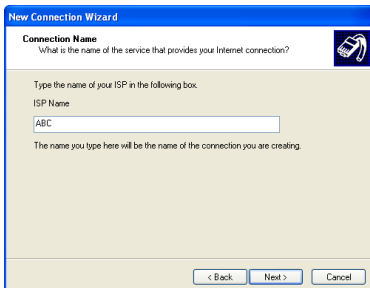 New Connection Wizard
Connection Name
What is the name of the service that provides your Internet connection?
Type the name of your ISP in the following box.
ISP Name
ABC
The name you type here will be the name of the connection you are creating.
< Back Next > Cancel